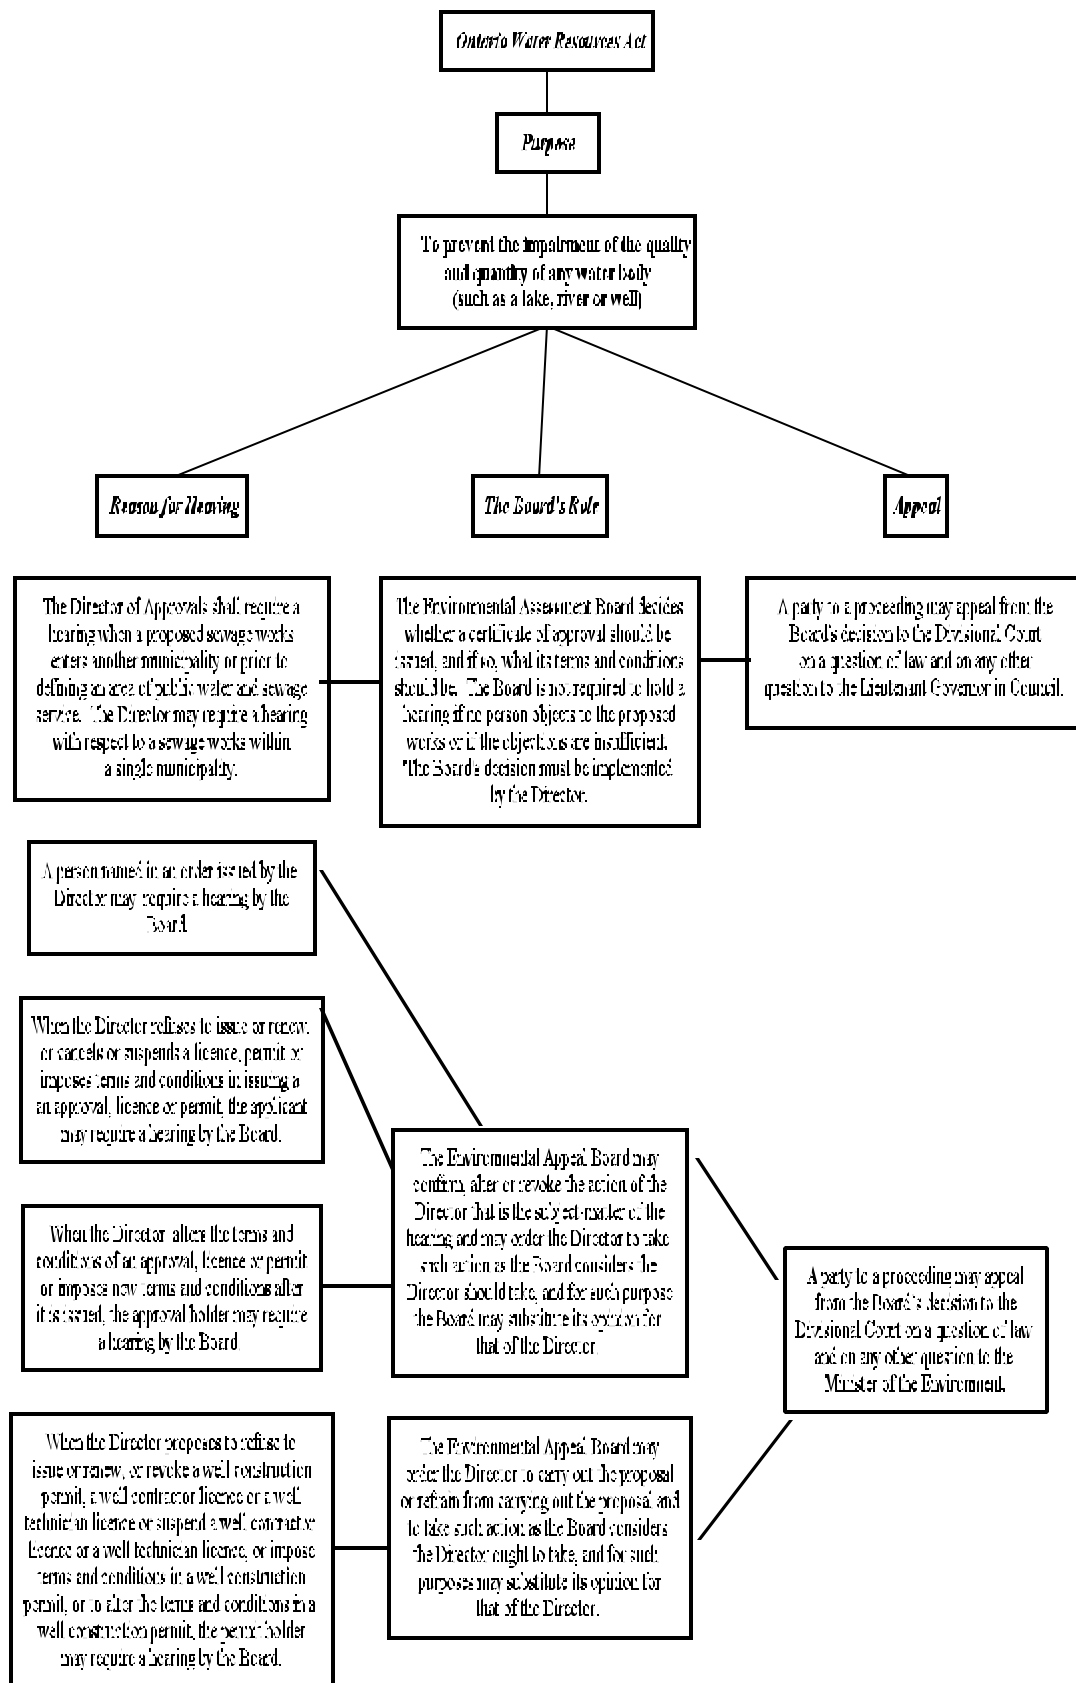 Ontario Water Resources Act
Purpose
To prevent the impairment of the quality
and quantity of any water body
(such as a lake, river or well)
Reason for Hearing
The Board's Role
Appeal
The Director of Approvals shall require a
hearing when a proposed sewage works
enters another municipality or prior to
defining an area of public water and sewage
service. The Director may require a hearing
with respect to a sewage works within
a single municipality.
The Environmental Assessment Board decides
whether a certificate of approval should be
issued, and if so, what its terms and conditions
should be. The Board is not required to hold a
hearing if no person objects to the proposed
works or if the objections are insufficient.
The Board's decision must be implemented
by the Director.
A party to a proceeding may appeal from the
Board's decision to the Divisional Court
on a question of law and on any other
question to the Lieutenant Governor in Council.
A person named in an order issued by the
Director may require a hearing by the
Board.
When the Director refuses to issue or renew,
or cancels or suspends a licence, permit or
imposes terms and conditions in issuing a
an approval, licence or permit, the applicant
may require a hearing by the Board.
When the Director alters the terms and
conditions of an approval, licence or permit
or imposes new terms and conditions after
it is issued, the approval holder may require
a hearing by the Board.
When the Director proposes to refuse to
issue or renew, or revoke a well construction
permit, a well contractor licence or a well
technician licence or suspend a well contractor
licence or a well technician licence, or impose
terms and conditions in a well construction
permit, or to alter the terms and conditions in a
well construction permit, the permit holder
may require a hearing by the Board.
The Environmental Appeal Board may
confirm, alter or revoke the action of the
Director that is the subject-matter of the
hearing and may order the Director to take
such action as the Board considers the
Director should take, and for such purpose
the Board may substitute its opinion for
that of the Director.
The Environmental Appeal Board may
order the Director to carry out the proposal
or refrain from carrying out the proposal and
to take such action as the Board considers
the Director ought to take, and for such
purposes may substitute its opinion for
that of the Director.
A party to a proceeding may appeal
from the Board's decision to the
Divisional Court on a question of law
and on any other question to the
Minister of the Environment.